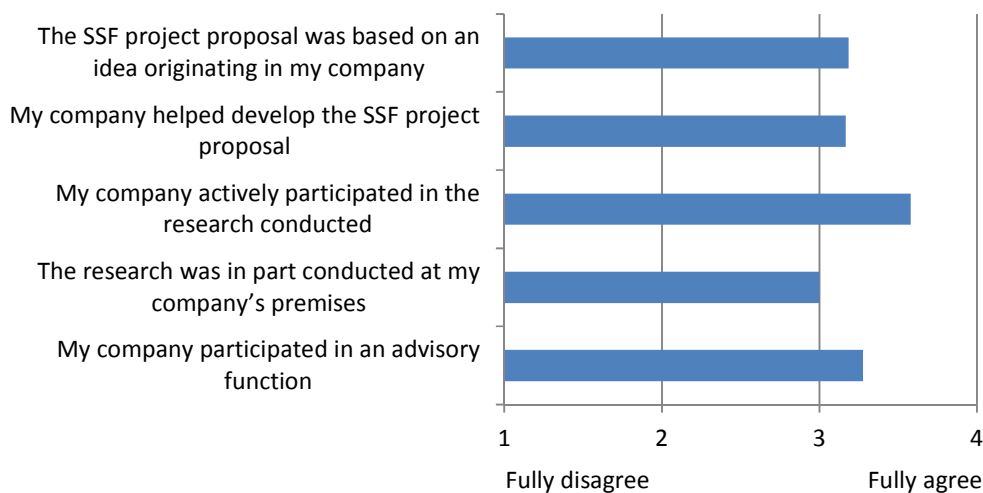 The SSF project proposal was based on an
idea originating in my company
My company helped develop the SSF project
proposal
My company actively participated in the
research conducted
The research was in part conducted at my
company’s premises
My company participated in an advisory
function
1 2 3 4
Fully disagree Fully agree